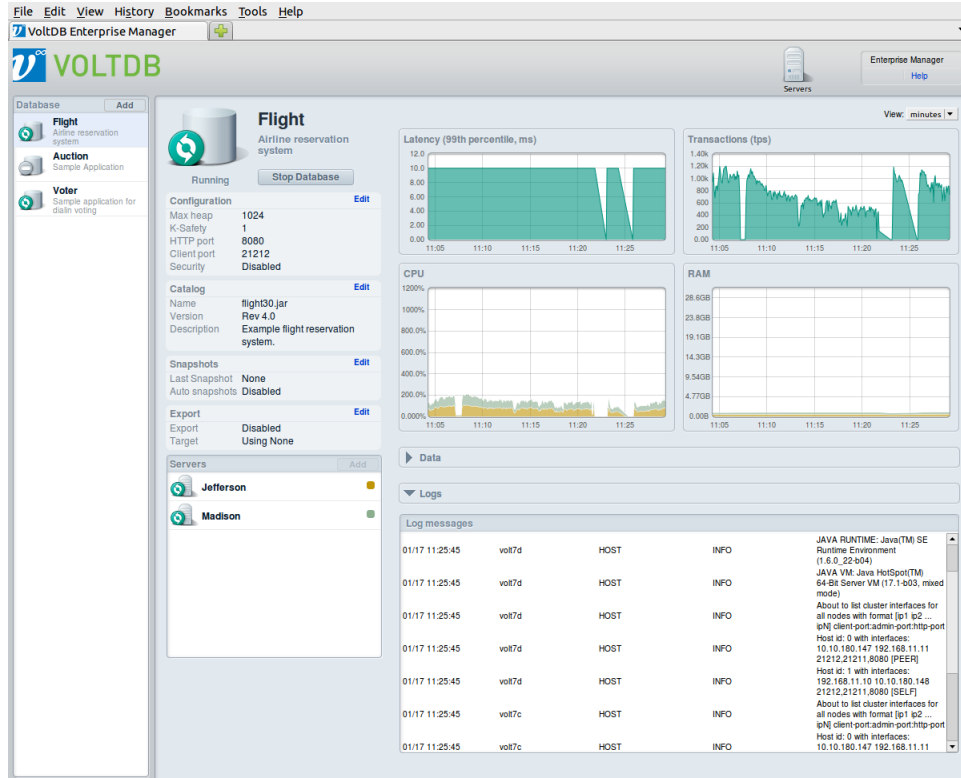 File Edit View History Bookmarks Tools Help
VoltDB Enterprise Manager
VOLTDB
Servers
Enterprise Manager
Help
Database Add
Flight
Airline reservation
system
Auction
Sample Application
Voter
Sample application for
dialin voting
Flight
Airline reservation
system
Running
Stop Database
Configuration Edit
Max heap 1024
K-Safety 1
HTTP port 8080
Client port 21212
Security Disabled
Catalog Edit
Name flight30.jar
Version Rev 4.0
Description Example flight reservation
system.
Snapshots Edit
Last Snapshot None
Auto snapshots Disabled
Export Edit
Export Disabled
Target Using None
Servers Add
Jefferson
Madison
View: minutes
Latency (99th percentile, ms)
12.0
10.0
8.00
6.00
4.00
2.00
0.00
11:05 11:10 11:15 11:20 11:25
Transactions (tps)
1.40k
1.20k
1.00k
800
600
400
200
0.00
11:05 11:10 11:15 11:20 11:25
CPU
1200%
1000%
800.0%
600.0%
400.0%
200.0%
0.000%
11:05 11:10 11:15 11:20 11:25
RAM
28.6GB
23.8GB
19.1GB
14.3GB
9.54GB
4.77GB
0.00B
11:05 11:10 11:15 11:20 11:25
Data
Logs
Log messages
JAVA RUNTIME: Java(TM) SE
01/17 11:25:45 volt7d HOST INFO Runtime Environment
(1.6.0_22-b04)
JAVA VM: Java HotSpot(TM)
01/17 11:25:45 volt7d HOST INFO 64-Bit Server VM (17.1-b03, mixed
mode)
About to list cluster interfaces for
01/17 11:25:45 volt7d HOST INFO all nodes with format [ip1 ip2 ...
ipN] client-port:admin-port:http-port
Host id: 0 with interfaces:
01/17 11:25:45 volt7d HOST INFO 10.10.180.147 192.168.11.11
21212,21211,8080 [PEER]
Host id: 1 with interfaces:
01/17 11:25:45 volt7d HOST INFO 192.168.11.10 10.10.180.148
21212,21211,8080 [SELF]
About to list cluster interfaces for
01/17 11:25:45 volt7c HOST INFO all nodes with format [ip1 ip2 ...
ipN] client-port:admin-port:http-port
Host id: 0 with interfaces:
01/17 11:25:45 volt7c HOST INFO 10.10.180.147 192.168.11.11